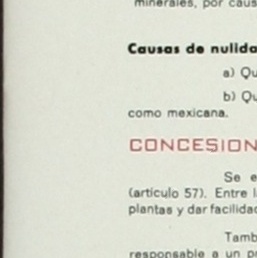 minerales, por caus
Causas de nulida
a) Qu
b) Qu
como mexicana.
CONCESION
Se e
(artículo 57). Entre l
plantas y dar facilidad
Tamb
responsable a un pr